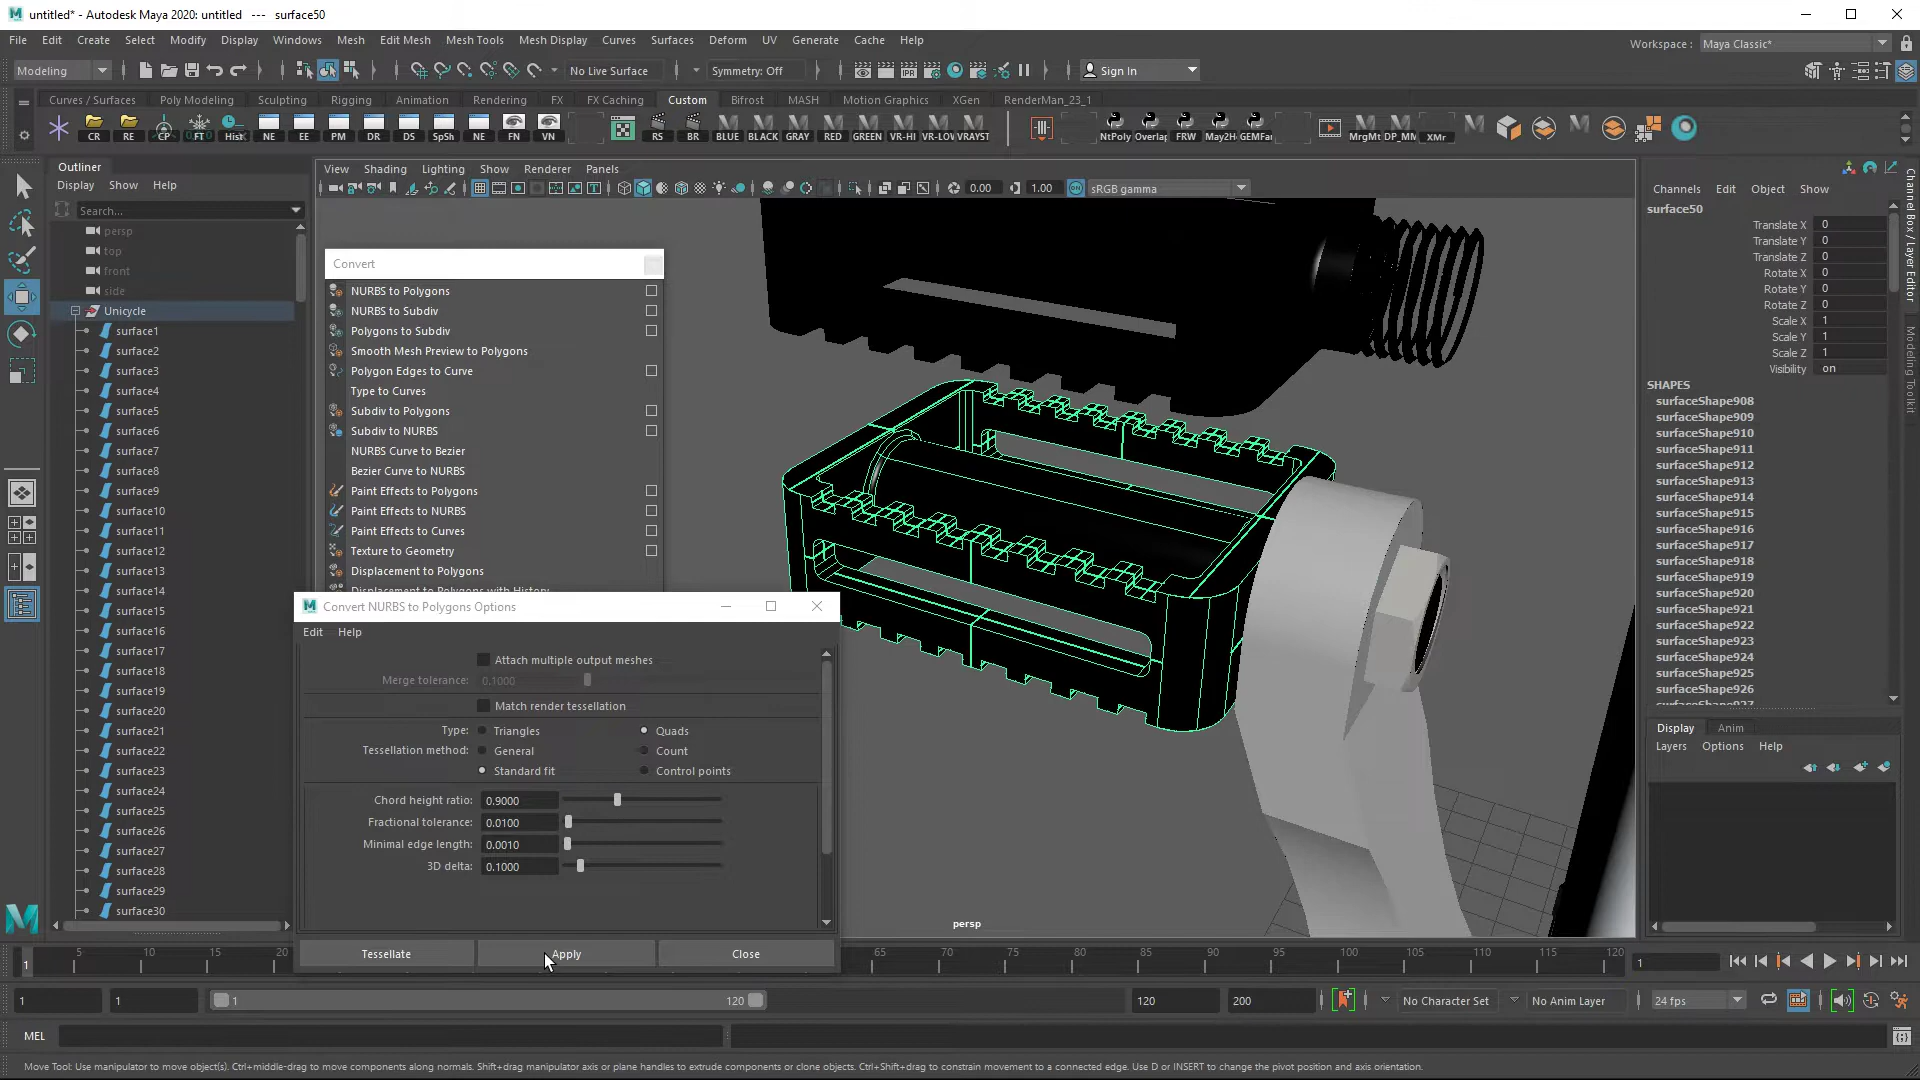 untitled* - Autodesk Maya 2020: untitled --- surface50
File Edit Create Select Modify Display Windows Mesh Edit Mesh Mesh Tools Mesh Display Curves Surfaces Deform UV Generate Cache Help
Workspace : Maya Classic*
Modeling No Live Surface Symmetry: Off Sign In
Curves / Surfaces Poly Modeling Sculpting Rigging Animation Rendering FX FX Caching Custom Bifrost MASH Motion Graphics XGen RenderMan_23_1
CR RE CP FT Hist NE EE PM DR DS SpSh NE FN VN RS BR BLUE BLACK GRAY RED GREEN VR-HI VR-LOV VRAYST NtPoly Overlap FRW May2H GEMFar MrgMt DP_MN XMr
Outliner
Display Show Help
Search...
persp
top
front
side
Unicycle
surface1
surface2
surface3
surface4
surface5
surface6
surface7
surface8
surface9
surface10
surface11
surface12
surface13
surface14
surface15
surface16
surface17
surface18
surface19
surface20
surface21
surface22
surface23
surface24
surface25
surface26
surface27
surface28
surface29
surface30
View Shading Lighting Show Renderer Panels
0.00 1.00 sRGB gamma
Convert
NURBS to Polygons
NURBS to Subdiv
Polygons to Subdiv
Smooth Mesh Preview to Polygons
Polygon Edges to Curve
Type to Curves
Subdiv to Polygons
Subdiv to NURBS
NURBS Curve to Bezier
Bezier Curve to NURBS
Paint Effects to Polygons
Paint Effects to NURBS
Paint Effects to Curves
Texture to Geometry
Displacement to Polygons
Displacement to Polygons with History
Convert NURBS to Polygons Options
Edit Help
Attach multiple output meshes
Merge tolerance: 0.1000
Match render tessellation
Type: Triangles Quads
Tessellation method: General Count
Standard fit Control points
Chord height ratio: 0.9000
Fractional tolerance: 0.0100
Minimal edge length: 0.0010
3D delta: 0.1000
Tessellate Apply Close
persp
Channels Edit Object Show
surface50
Translate X 0
Translate Y 0
Translate Z 0
Rotate X 0
Rotate Y 0
Rotate Z 0
Scale X 1
Scale Y 1
Scale Z 1
Visibility on
SHAPES
surfaceShape908
surfaceShape909
surfaceShape910
surfaceShape911
surfaceShape912
surfaceShape913
surfaceShape914
surfaceShape915
surfaceShape916
surfaceShape917
surfaceShape918
surfaceShape919
surfaceShape920
surfaceShape921
surfaceShape922
surfaceShape923
surfaceShape924
surfaceShape925
surfaceShape926
surfaceShape927
Display Anim
Layers Options Help
Channel Box / Layer Editor
Modeling Toolkit
1 5 10 15 20 65 70 75 80 85 90 95 100 105 110 115 120 1
1 1 1 120 120 200 No Character Set No Anim Layer 24 fps
MEL
Move Tool: Use manipulator to move object(s). Ctrl+middle-drag to move components along normals. Shift+drag manipulator axis or plane handles to extrude components or clone objects. Ctrl+Shift+drag to constrain movement to a connected edge. Use D or INSERT to change the pivot position and axis orientation.